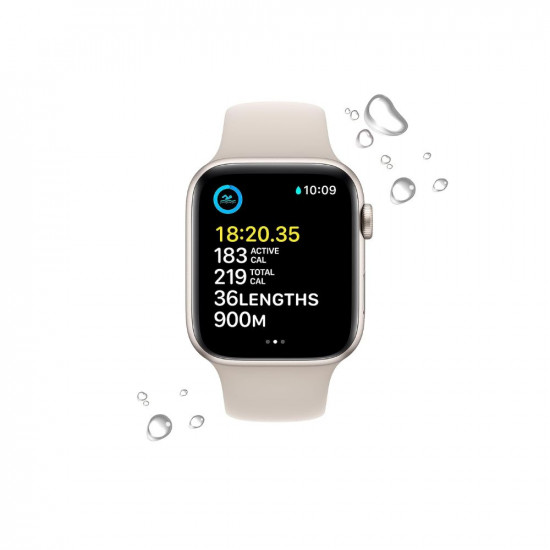 10:09
18:20.35
183 ACTIVE CAL
219 TOTAL CAL
36LENGTHS
900M